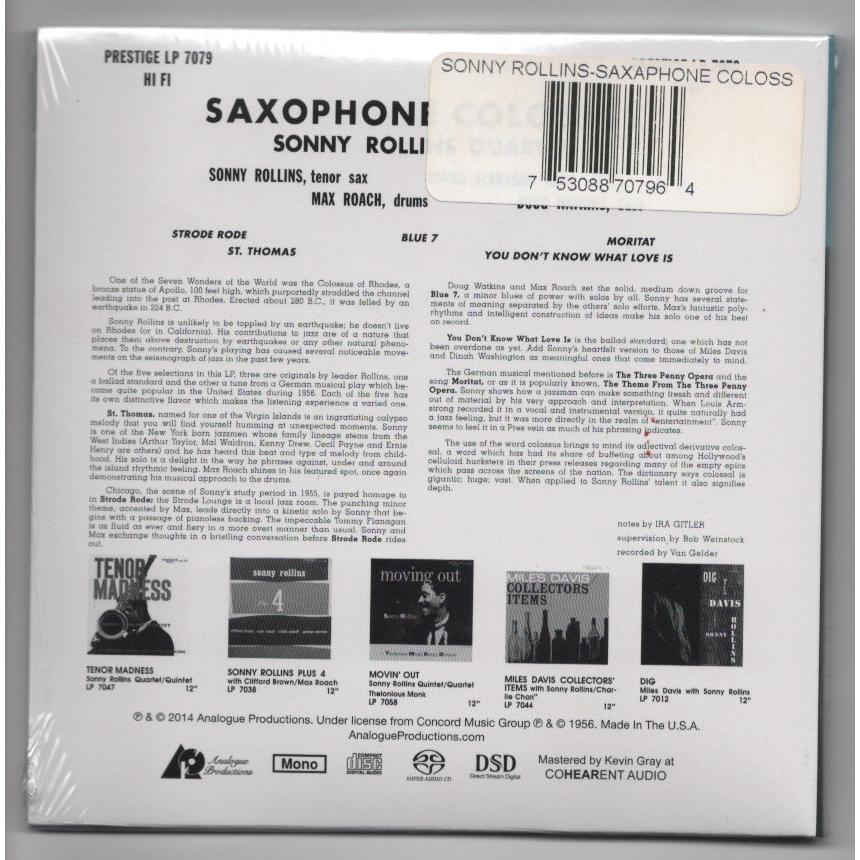 PRESTIGE LP 7079
HI FI
SONNY ROLLINS-SAXAPHONE COLOSS
7 53088 70796 4
SAXOPHONE COLO
SONNY ROLLINS QUART
SONNY ROLLINS, tenor sax
MAX ROACH, drums
STRODE RODE
ST. THOMAS
BLUE 7
MORITAT
YOU DON'T KNOW WHAT LOVE IS
One of the Seven Wonders of the World was the Colossus of Rhodes, a
bronze statue of Apollo, 100 feet high, which purportedly straddled the channel
leading into the post at Rhodes. Erected about 280 B.C., it was felled by an
earthquake in 224 B.C.
Sonny Rollins is unlikely to be toppled by an earthquake; he doesn't live
on Rhodes (or in California). His contributions to jazz are of a nature that
places them above destruction by earthquakes or any other natural pheno-
mena. To the contrary, Sonny's playing has caused several noticeable move-
ments on the seismograph of jazz in the past few years.
Of the five selections in this LP, three are originals by leader Rollins, one
a ballad standard and the other a tune from a German musical play which be-
came quite popular in the United States during 1956. Each of the five has
its own distinctive flavor which makes the listening experience a varied one.
St. Thomas, named for one of the Virgin Islands is an ingratiating calypso
melody that you will find yourself humming at unexpected moments. Sonny
is one of the New York born jazzmen whose family lineage stems from the
West Indies (Arthur Taylor, Mal Waldron, Kenny Drew, Cecil Payne and Ernie
Henry are others) and he has heard this beat and type of melody from child-
hood. His solo is a delight in the way he phrases against, under and around
the island rhythmic feeling. Max Roach shines in his featured spot, once again
demonstrating his musical approach to the drums.
Chicago, the scene of Sonny's study period in 1955, is payed homage to
in Strode Rode; the Strode Lounge is a local jazz room. The punching minor
theme, accented by Max, leads directly into a kinetic solo by Sonny that be-
gins with a passage of pianoless backing. The impeccable Tommy Flanagan
is as fluid as ever and fiery in a more overt manner than usual. Sonny and
Max exchange thoughts in a bristling conversation before Strode Rode rides
out.
Doug Watkins and Max Roach set the solid, medium down groove for
Blue 7, a minor blues of power with solos by all. Sonny has several state-
ments of meaning separated by the others' solo efforts. Max's fantastic poly-
rhythms and intelligent construction of ideas make his solo one of his best
on record.
You Don't Know What Love Is is the ballad standard; one which has not
been overdone as yet. Add Sonny's heartfelt version to those of Miles Davis
and Dinah Washington as meaningful ones that come immediately to mind.
The German musical mentioned before is The Three Penny Opera and the
song Moritat, or as it is popularly known, The Theme From The Three Penny
Opera. Sonny shows how a jazzman can make something fressh and different
out of material by his very approach and interpretation. When Louis Arm-
strong recorded it in a vocal and instrumental version, it quite naturally had
a jazz feeling, but it was more directly in the realm of "entertainment". Sonny
seems to feel it in a Pres vein as much of his phrasing indicates.
The use of the word colossus brings to mind its adjectival derivative colos-
sal, a word which has had its share of buffeting about among Hollywood's
celluloid hucksters in their press releases regarding many of the empty epics
which pass across the screens of the nation. The dictionary says colossal is
gigantic; huge; vast. When applied to Sonny Rollins' talent it also signifies
depth.
notes by IRA GITLER
supervision by Bob Weinstock
recorded by Van Gelder
TENOR
MADNESS
sonny rollins
plus 4
moving out
Sonny Rollins
MILES DAVIS
COLLECTORS
ITEMS
DIG
MILES
DAVIS
SONNY
ROLLINS
TENOR MADNESS
Sonny Rollins Quartet/Quintet
LP 7047 12"
SONNY ROLLINS PLUS 4
with Clifford Brown/Max Roach
LP 7038 12"
MOVIN' OUT
Sonny Rollins Quintet/Quartet
Thelonious Monk
LP 7058 12"
MILES DAVIS COLLECTORS'
ITEMS with Sonny Rollins/Char-
lie Chan"
LP 7044 12"
DIG
Miles Davis with Sonny Rollins
LP 7012 12"
℗ & © 2014 Analogue Productions. Under license from Concord Music Group ℗ & © 1956. Made In The U.S.A.
AnalogueProductions.com
AP Analogue Productions
Mono
COMPACT disc DIGITAL AUDIO
SUPER AUDIO CD
DSD
Direct Stream Digital
Mastered by Kevin Gray at
COHEARENT AUDIO